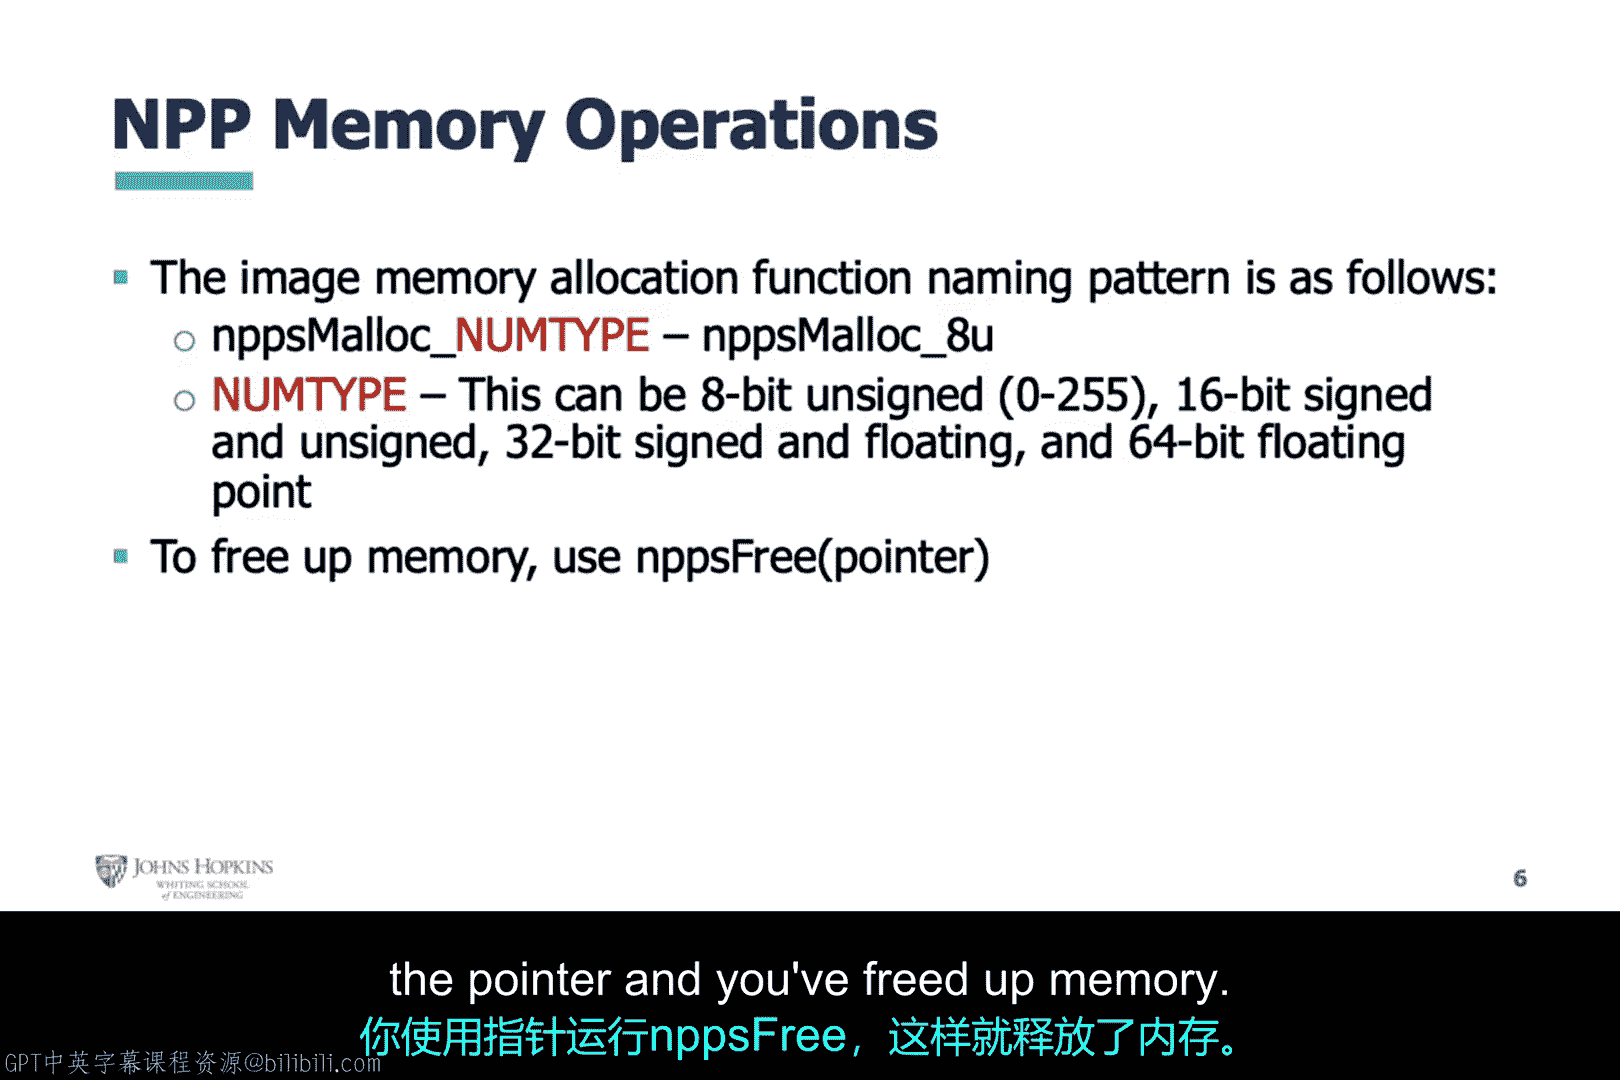 NPP Memory Operations
The image memory allocation function naming pattern is as follows:
nppsMalloc_NUMTYPE – nppsMalloc_8u
NUMTYPE – This can be 8-bit unsigned (0-255), 16-bit signed
and unsigned, 32-bit signed and floating, and 64-bit floating
point
To free up memory, use nppsFree(pointer)
JOHNS HOPKINS
WHITING SCHOOL
of ENGINEERING
6
the pointer and you've freed up memory.
你使用指针运行nppsFree，这样就释放了内存。
GPT中英字幕课程资源@bilibili.com